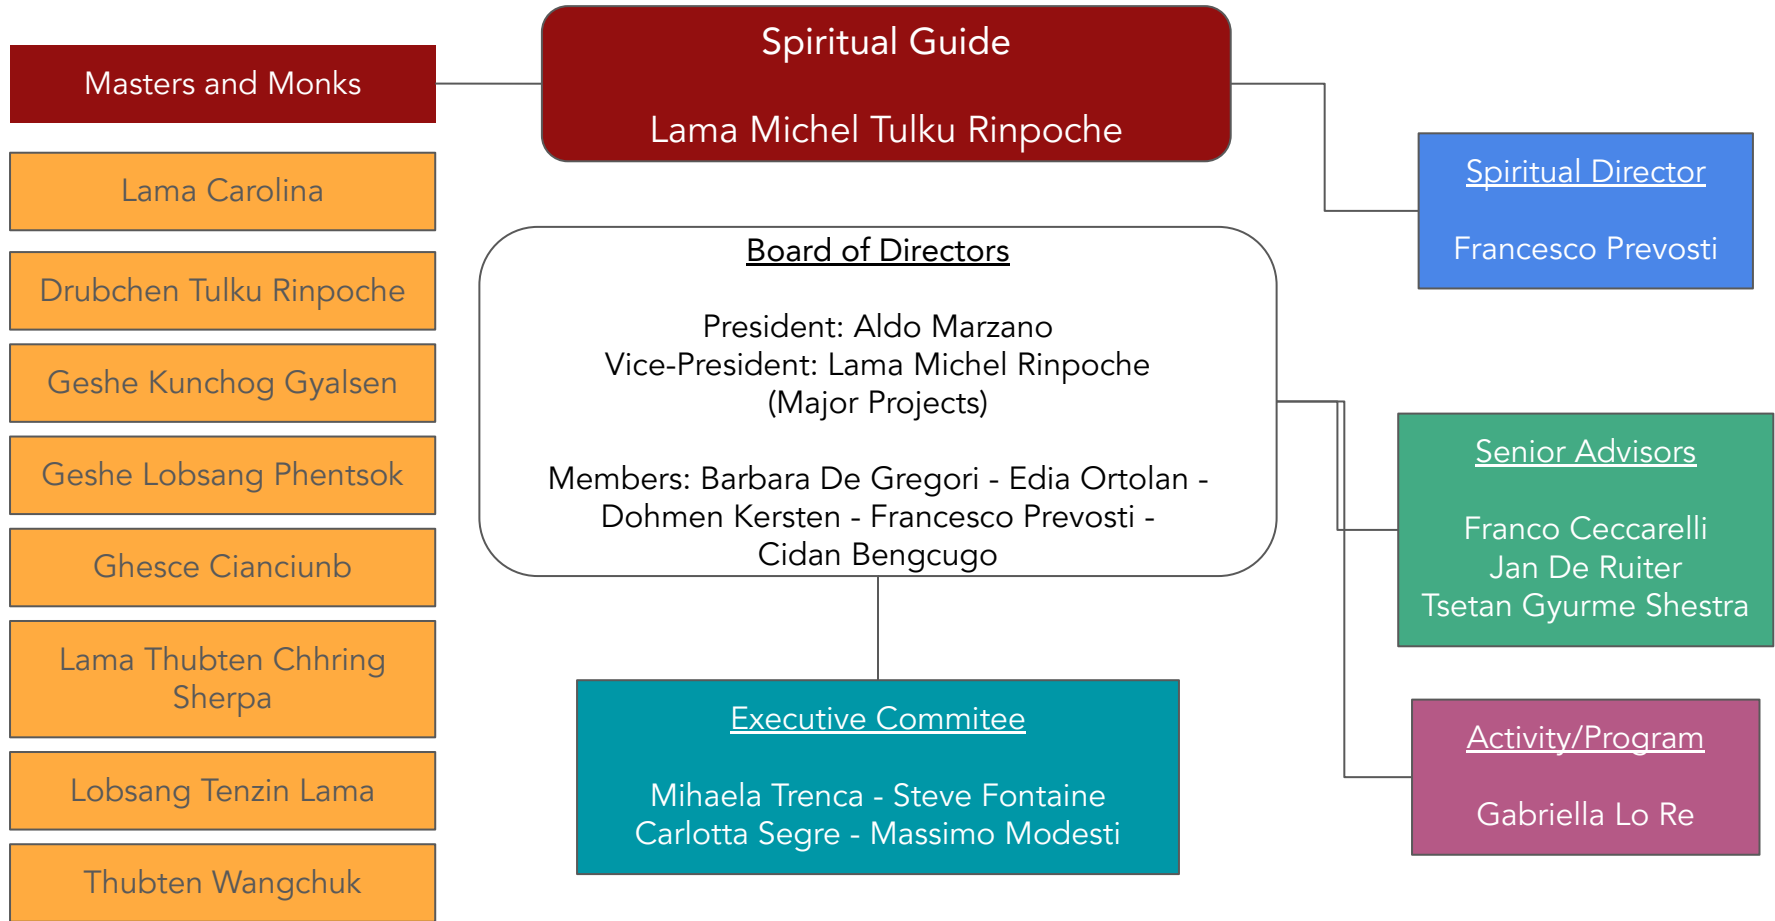 Spiritual Guide
Lama Michel Tulku Rinpoche
Masters and Monks
Lama Carolina
Drubchen Tulku Rinpoche
Geshe Kunchog Gyalsen
Geshe Lobsang Phentsok
Ghesce Cianciunb
Lama Thubten Chhring
Sherpa
Lobsang Tenzin Lama
Thubten Wangchuk
Board of Directors
President: Aldo Marzano
Vice-President: Lama Michel Rinpoche
(Major Projects)
Members: Barbara De Gregori - Edia Ortolan -
Dohmen Kersten - Francesco Prevosti -
Cidan Bengcugo
Executive Commitee
Mihaela Trenca - Steve Fontaine
Carlotta Segre - Massimo Modesti
Spiritual Director
Francesco Prevosti
Senior Advisors
Franco Ceccarelli
Jan De Ruiter
Tsetan Gyurme Shestra
Activity/Program
Gabriella Lo Re